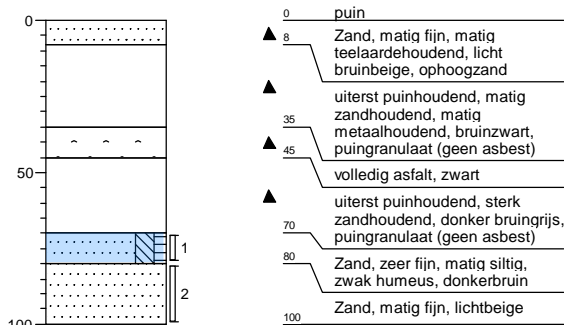 0
50
100
1
2
0
puin
8
Zand, matig fijn, matig
teelaardehoudend, licht
bruinbeige, ophoogzand
35
uiterst puinhoudend, matig
zandhoudend, matig
metaalhoudend, bruinzwart,
puingranulaat (geen asbest)
45
volledig asfalt, zwart
70
uiterst puinhoudend, sterk
zandhoudend, donker bruingrijs,
puingranulaat (geen asbest)
80
Zand, zeer fijn, matig siltig,
zwak humeus, donkerbruin
100
Zand, matig fijn, lichtbeige